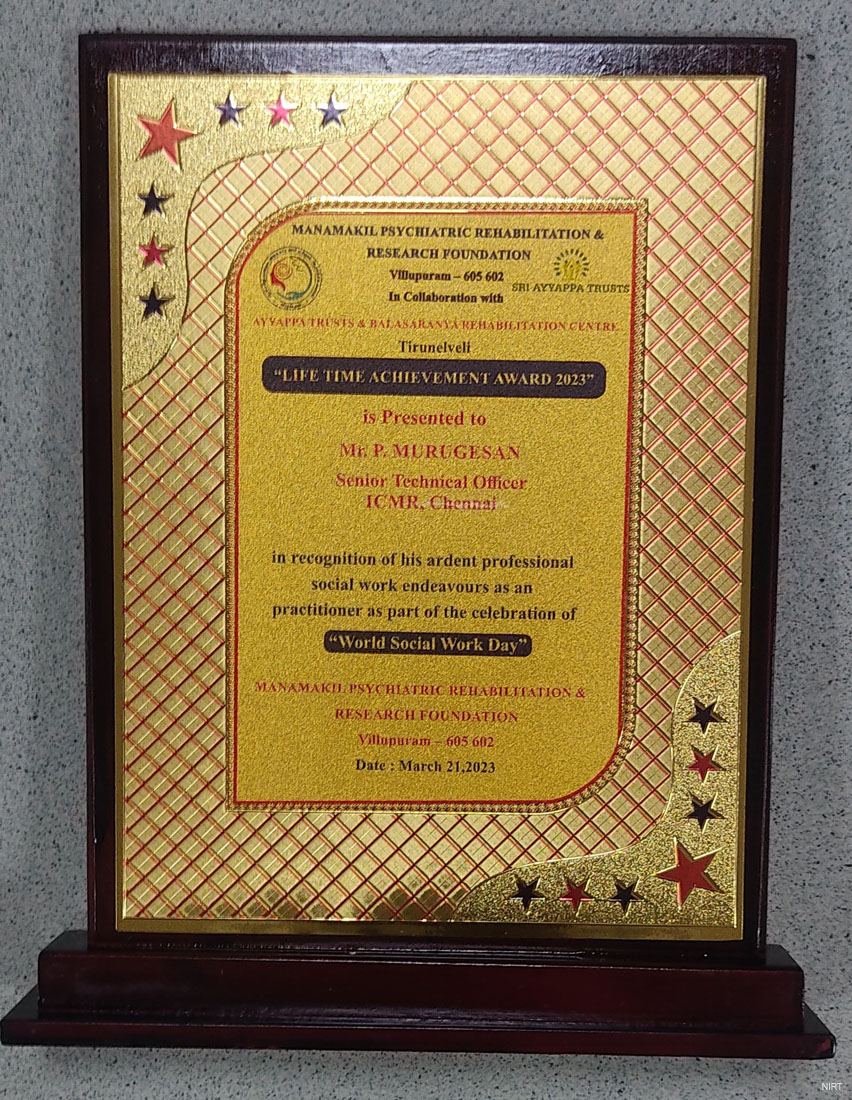 MANAMAKIL PSYCHIATRIC REHABILITATION &
RESEARCH FOUNDATION
Villupuram – 605 602
In Collaboration with
SRI AYYAPPA TRUSTS
AYYAPPA TRUSTS & BALASARANYA REHABILITATION CENTRE
Tirunelveli
“LIFE TIME ACHIEVEMENT AWARD 2023”
is Presented to
Mr. P. MURUGESAN
Senior Technical Officer
ICMR, Chennai
in recognition of his ardent professional
social work endeavours as an
practitioner as part of the celebration of
“World Social Work Day”
MANAMAKIL PSYCHIATRIC REHABILITATION &
RESEARCH FOUNDATION
Villupuram – 605 602
Date : March 21,2023
NIRT